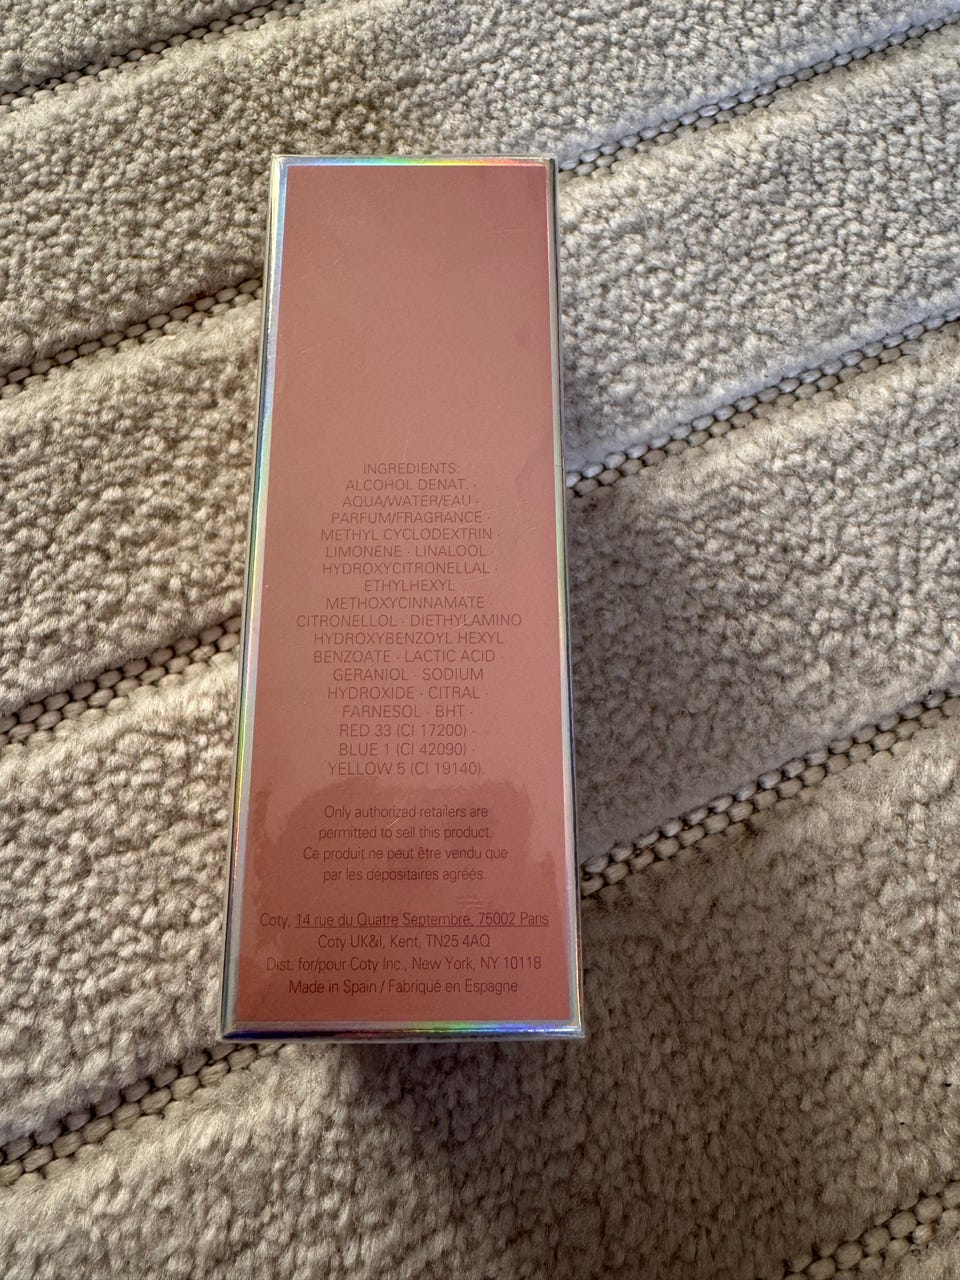 INGREDIENTS:
ALCOHOL DENAT. ·
AQUA/WATER/EAU ·
PARFUM/FRAGRANCE ·
METHYL CYCLODEXTRIN ·
LIMONENE · LINALOOL
HYDROXYCITRONELLAL ·
ETHYLHEXYL
METHOXYCINNAMATE ·
CITRONELLOL · DIETHYLAMINO
HYDROXYBENZOYL HEXYL
BENZOATE · LACTIC ACID ·
GERANIOL · SODIUM
HYDROXIDE · CITRAL ·
FARNESOL · BHT ·
RED 33 (CI 17200) ·
BLUE 1 (CI 42090) ·
YELLOW 5 (CI 19140)
Only authorized retailers are
permitted to sell this product.
Ce produit ne peut être vendu que
par les dépositaires agréés.
Coty, 14 rue du Quatre Septembre, 75002 Paris
Coty UK&I, Kent, TN25 4AQ
Dist. for/pour Coty Inc., New York, NY 10118
Made in Spain / Fabriqué en Espagne